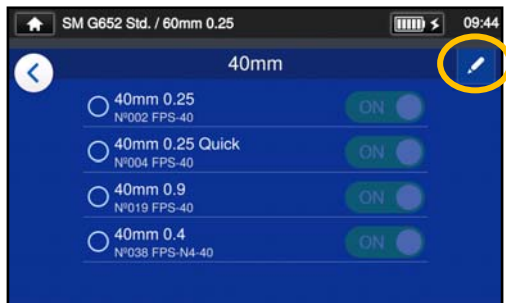 SM G652 Std. / 60mm 0.25 09:44
40mm
40mm 0.25 ON
Nº002 FPS-40
40mm 0.25 Quick ON
Nº004 FPS-40
40mm 0.9 ON
Nº019 FPS-40
40mm 0.4 ON
Nº038 FPS-N4-40